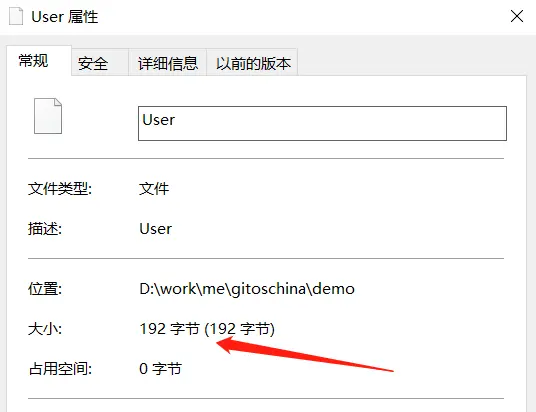 User 属性
常规 安全 详细信息 以前的版本
User
文件类型: 文件
描述: User
位置: D:\work\me\gitoschina\demo
大小: 192 字节 (192 字节)
占用空间: 0 字节